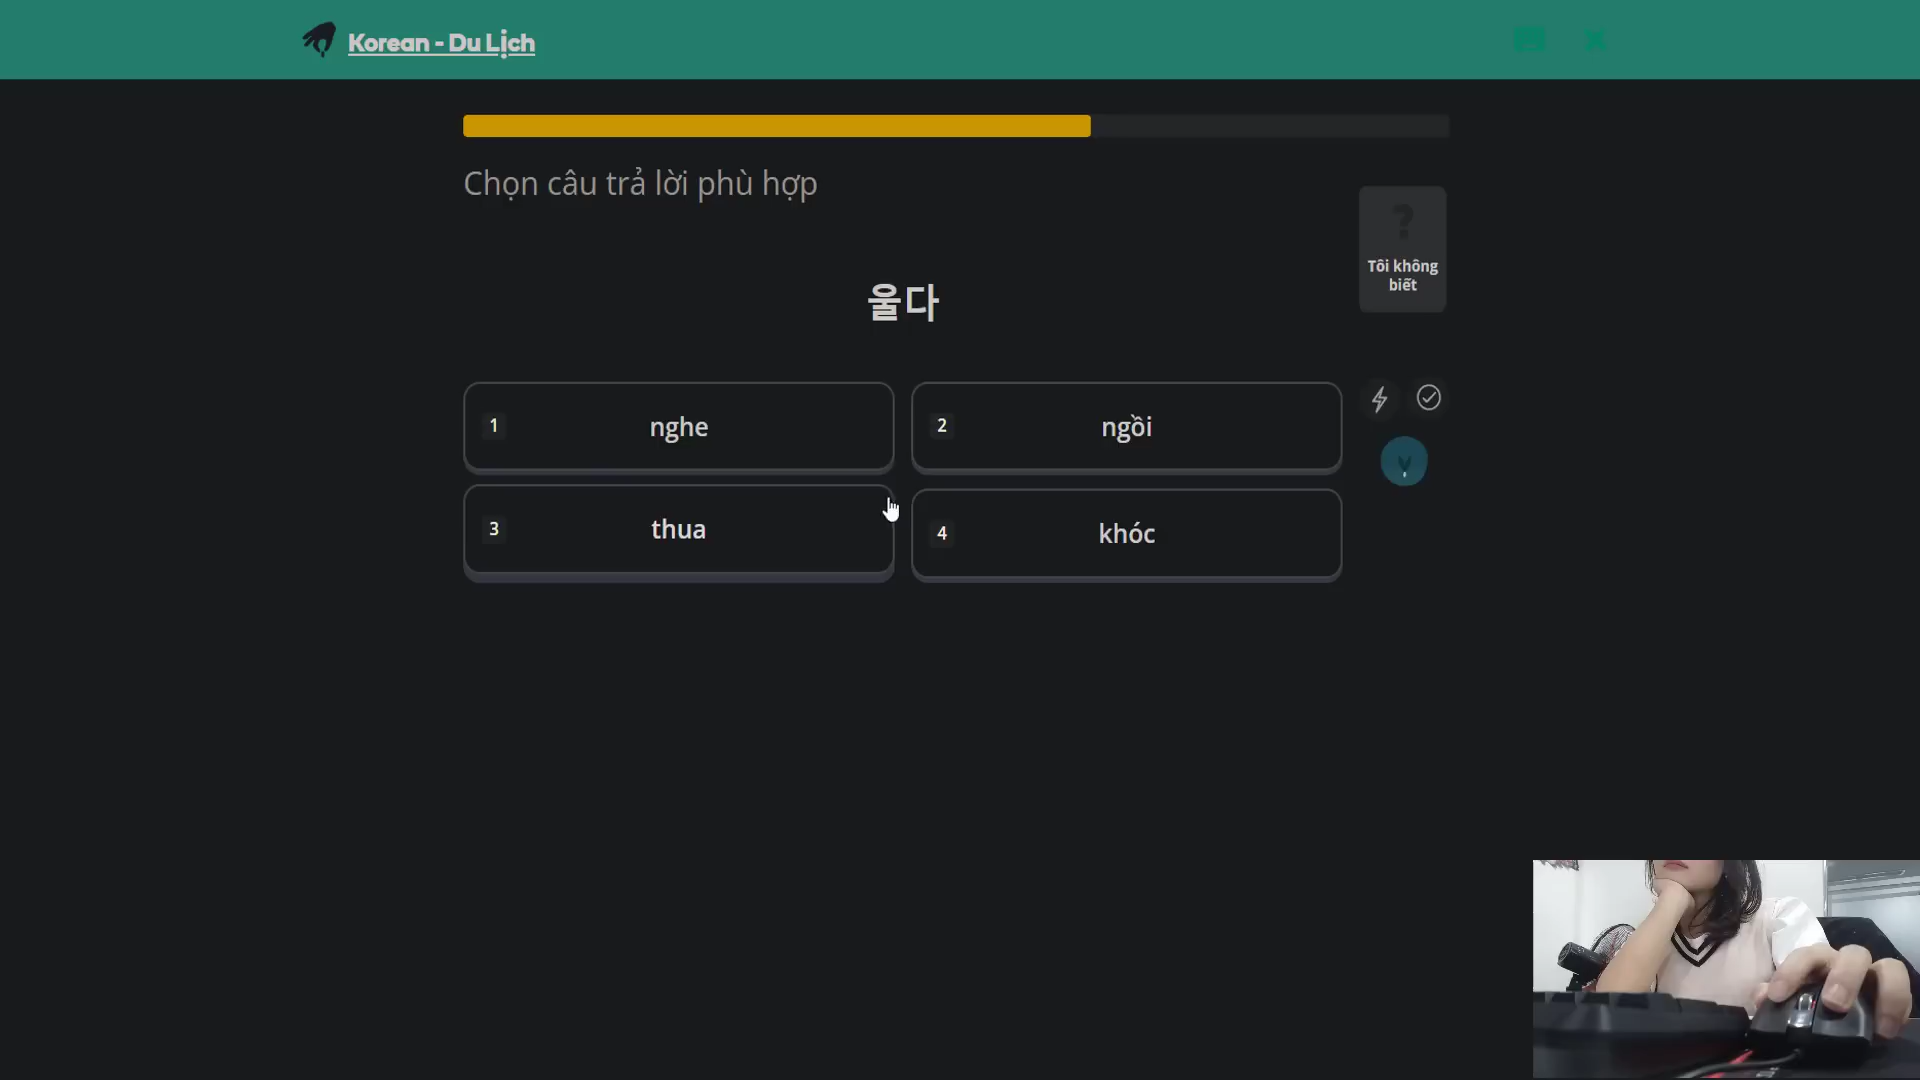 Korean - Du Lịch
Chọn câu trả lời phù hợp
?
Tôi không
biết
울다
1 nghe
2 ngồi
3 thua
4 khóc